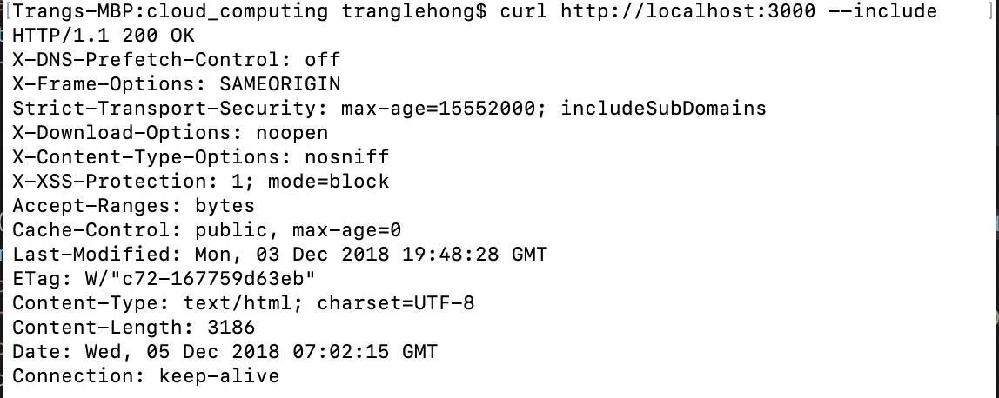 [Trangs-MBP:cloud_computing tranglehong$ curl http://localhost:3000 --include ]
HTTP/1.1 200 OK
X-DNS-Prefetch-Control: off
X-Frame-Options: SAMEORIGIN
Strict-Transport-Security: max-age=15552000; includeSubDomains
X-Download-Options: noopen
X-Content-Type-Options: nosniff
X-XSS-Protection: 1; mode=block
Accept-Ranges: bytes
Cache-Control: public, max-age=0
Last-Modified: Mon, 03 Dec 2018 19:48:28 GMT
ETag: W/"c72-167759d63eb"
Content-Type: text/html; charset=UTF-8
Content-Length: 3186
Date: Wed, 05 Dec 2018 07:02:15 GMT
Connection: keep-alive